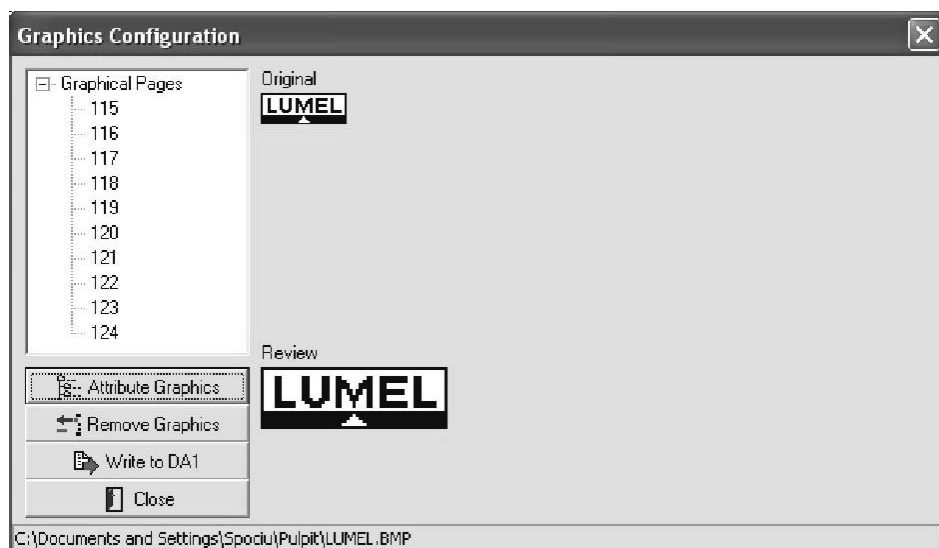 Graphics Configuration
Graphical Pages
115
116
117
118
119
120
121
122
123
124
Attribute Graphics
Remove Graphics
Write to DA1
Close
Original
LUMEL
Review
LUMEL
C:\Documents and Settings\Spociu\Pulpit\LUMEL.BMP